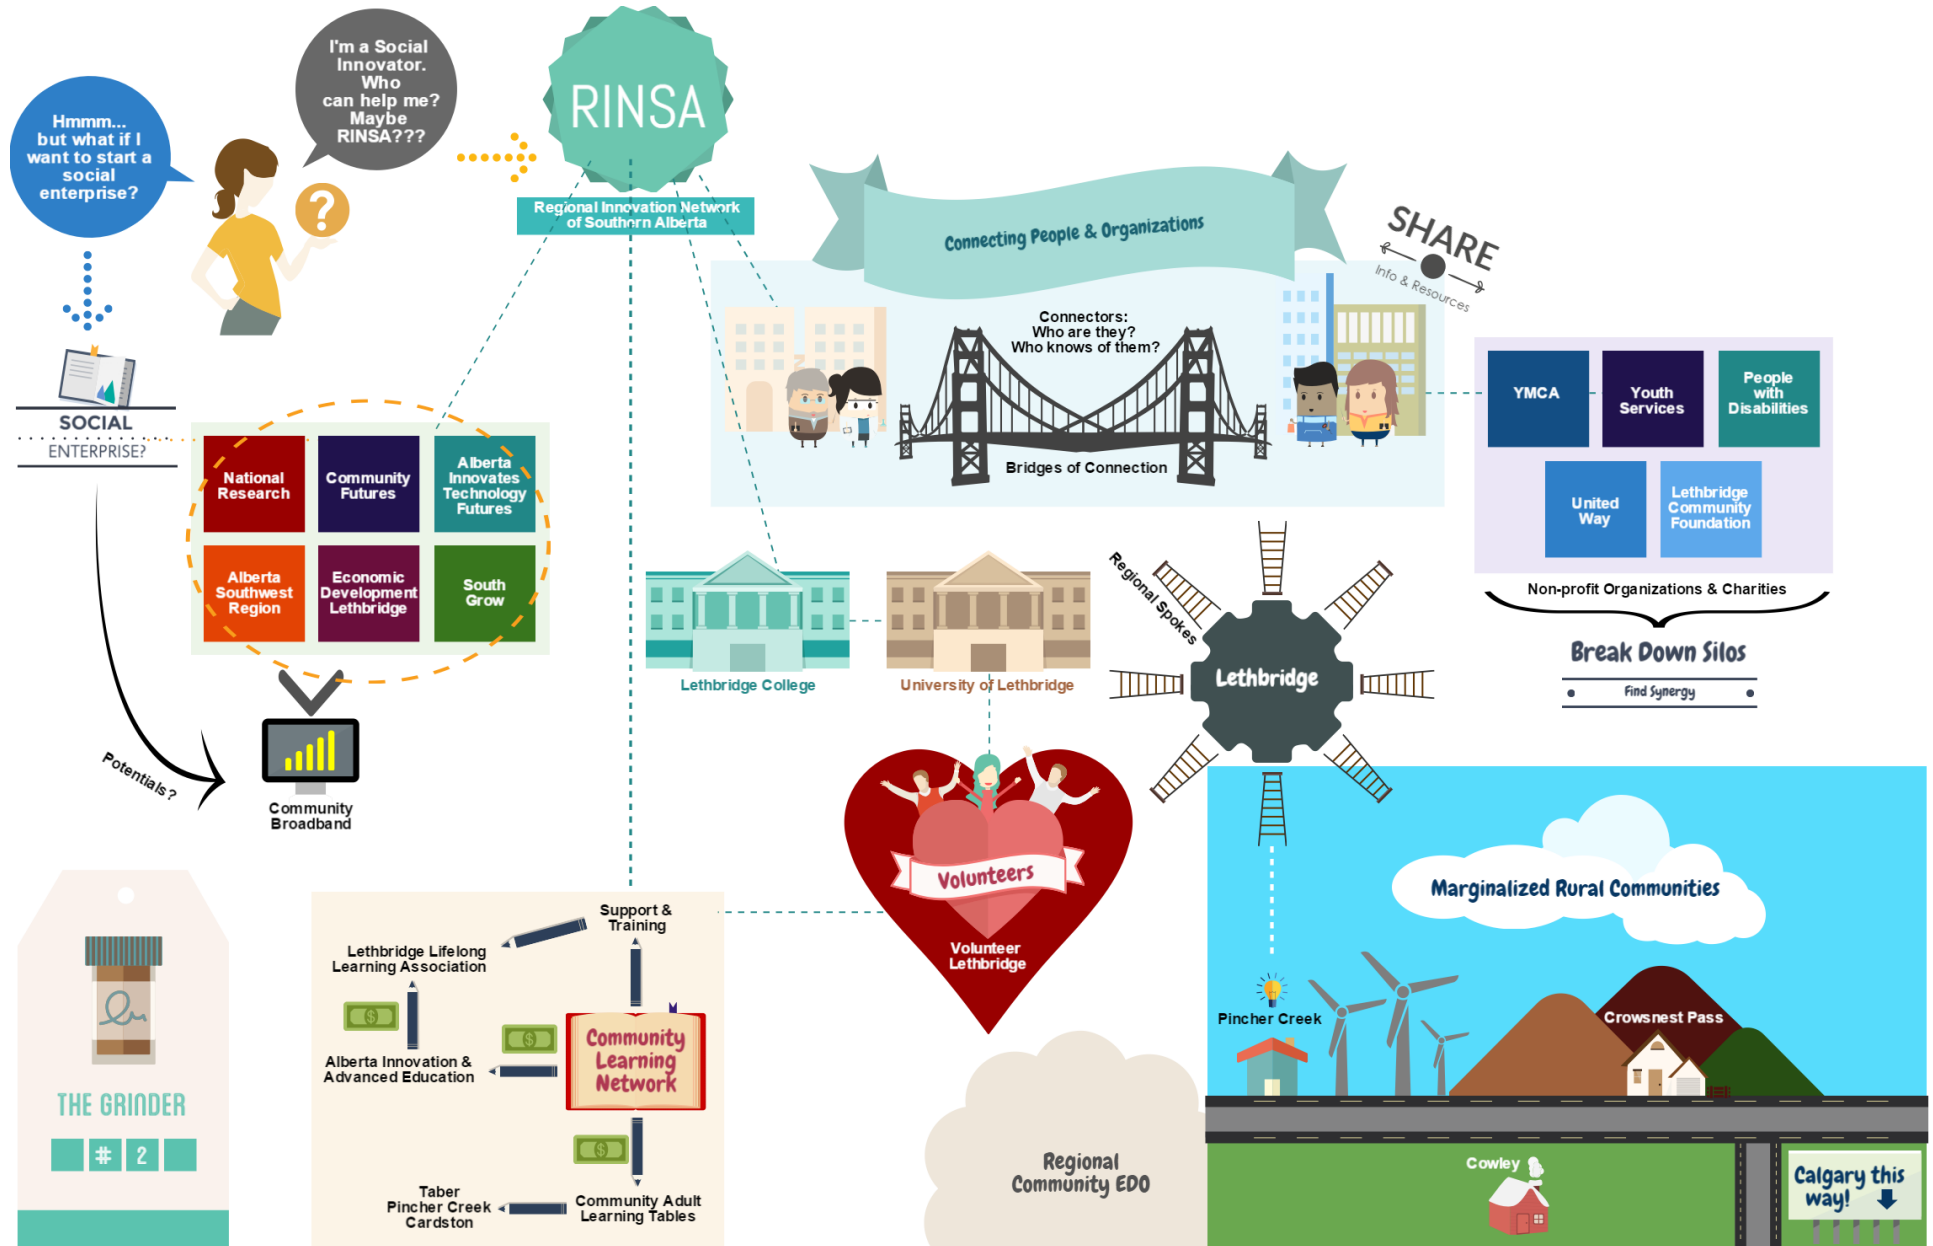 I'm a Social
Innovator.
Who
can help me?
Maybe
RINSA???
Hmmm...
but what if I
want to start a
social
enterprise?
?
RINSA
Regional Innovation Network
of Southern Alberta
Connecting People & Organizations
SHARE
Info & Resources
Connectors:
Who are they?
Who knows of them?
Bridges of Connection
SOCIAL
ENTERPRISE?
National
Research
Community
Futures
Alberta
Innovates
Technology
Futures
Alberta
Southwest
Region
Economic
Development
Lethbridge
South
Grow
YMCA
Youth
Services
People
with
Disabilities
United
Way
Lethbridge
Community
Foundation
Non-profit Organizations & Charities
Break Down Silos
Find Synergy
Regional Spokes
Lethbridge
Lethbridge College
University of Lethbridge
Potentials?
Community
Broadband
Volunteers
Volunteer
Lethbridge
Marginalized Rural Communities
Pincher Creek
Crowsnest Pass
Cowley
Calgary this
way!
Regional
Community EDO
Support &
Training
Lethbridge Lifelong
Learning Association
$
$
Alberta Innovation &
Advanced Education
Community
Learning
Network
$
Taber
Pincher Creek
Cardston
Community Adult
Learning Tables
THE GRINDER
# 2